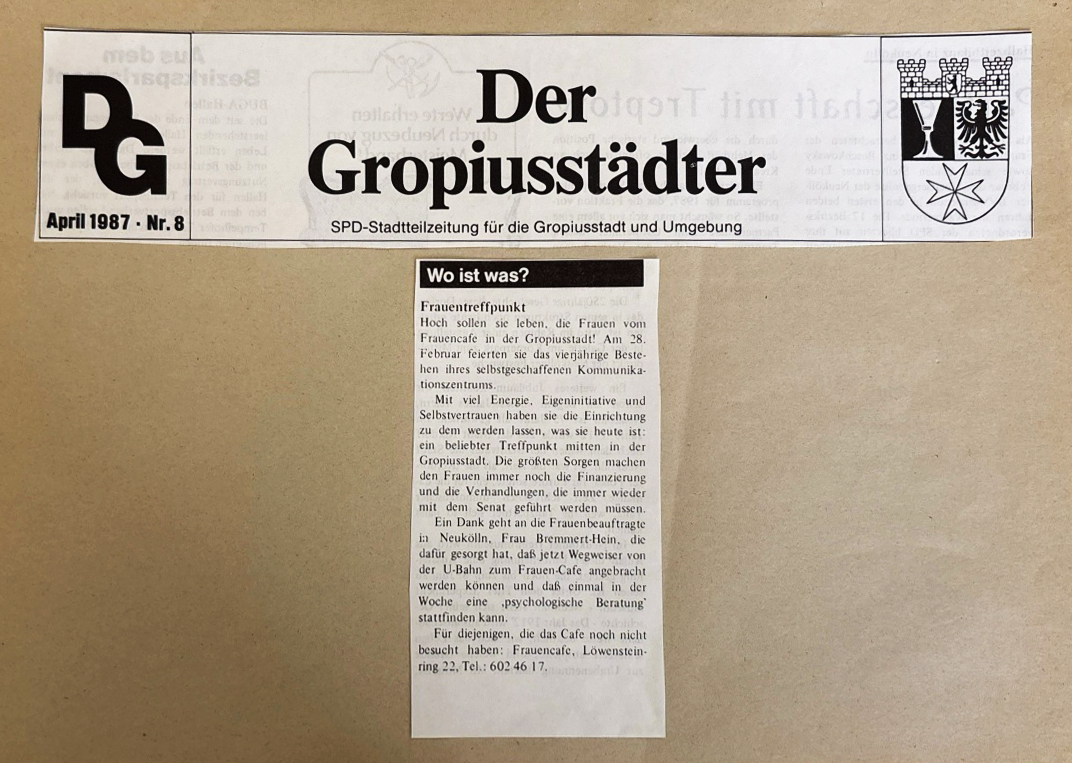 DG
April 1987 · Nr. 8
Der
Gropiusstädter
SPD-Stadtteilzeitung für die Gropiusstadt und Umgebung
Wo ist was?
Frauentreffpunkt
Hoch sollen sie leben, die Frauen vom
Frauencafe in der Gropiusstadt! Am 28.
Februar feierten sie das vierjährige Beste-
hen ihres selbstgeschaffenen Kommunika-
tionszentrums.
Mit viel Energie, Eigeninitiative und
Selbstvertrauen haben sie die Einrichtung
zu dem werden lassen, was sie heute ist:
ein beliebter Treffpunkt mitten in der
Gropiusstadt. Die größten Sorgen machen
den Frauen immer noch die Finanzierung
und die Verhandlungen, die immer wieder
mit dem Senat geführt werden müssen.
Ein Dank geht an die Frauenbeauftragte
in Neukölln, Frau Bremmert-Hein, die
dafür gesorgt hat, daß jetzt Wegweiser von
der U-Bahn zum Frauen-Cafe angebracht
werden können und daß einmal in der
Woche eine ‚psychologische Beratung‘
stattfinden kann.
Für diejenigen, die das Cafe noch nicht
besucht haben: Frauencafe, Löwenstein-
ring 22, Tel.: 602 46 17.